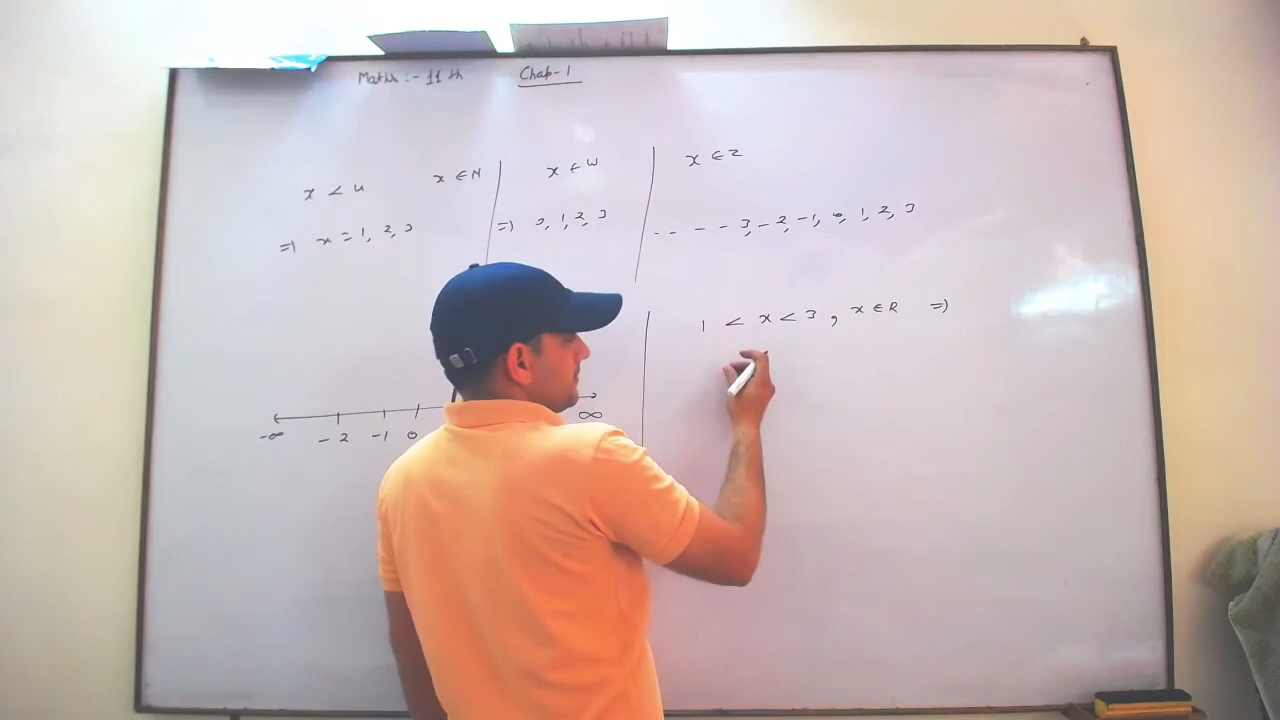 Maths :- 11 th Chap-1
x < 4 x ∈ N x ∈ W x ∈ Z
=) x = 1, 2, 3 =) 0, 1, 2, 3 -- - - - 3, - 2, -1, 0, 1, 2, 3
1 < x < 3 , x ∈ R =)
-∞ - 2 -1 0 ∞